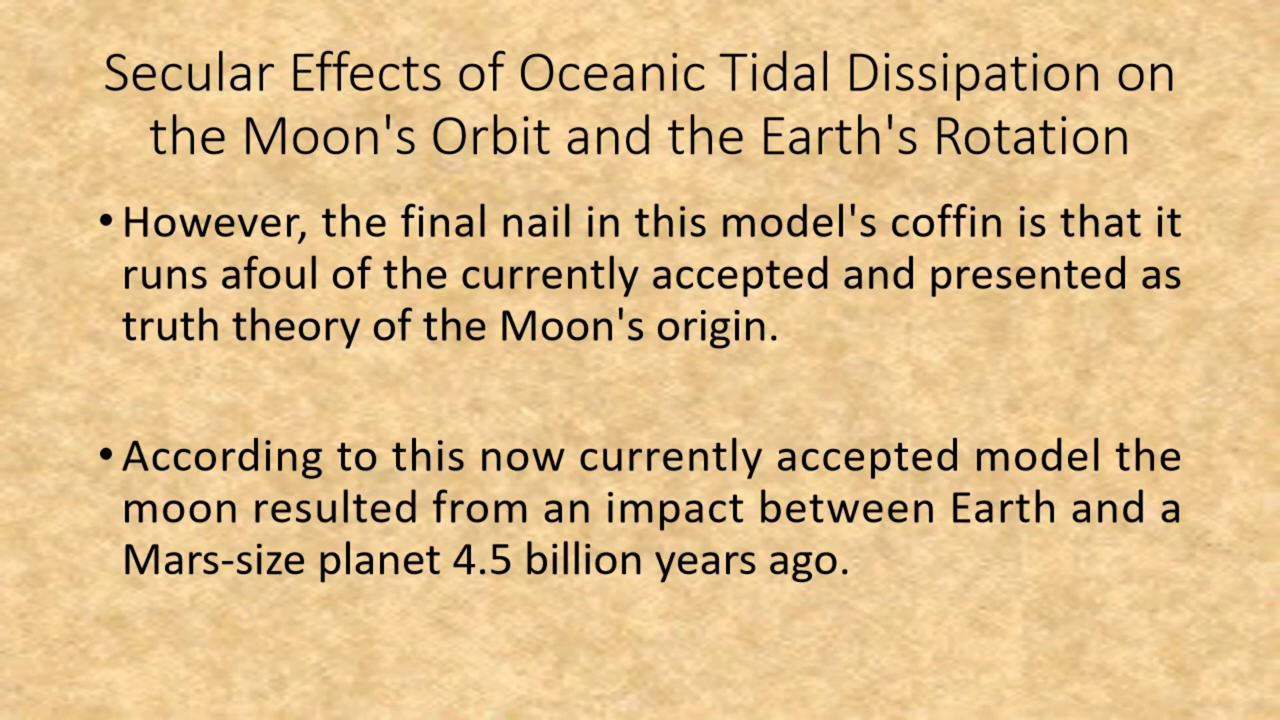 Secular Effects of Oceanic Tidal Dissipation on
the Moon's Orbit and the Earth's Rotation
• However, the final nail in this model's coffin is that it
runs afoul of the currently accepted and presented as
truth theory of the Moon's origin.
• According to this now currently accepted model the
moon resulted from an impact between Earth and a
Mars-size planet 4.5 billion years ago.